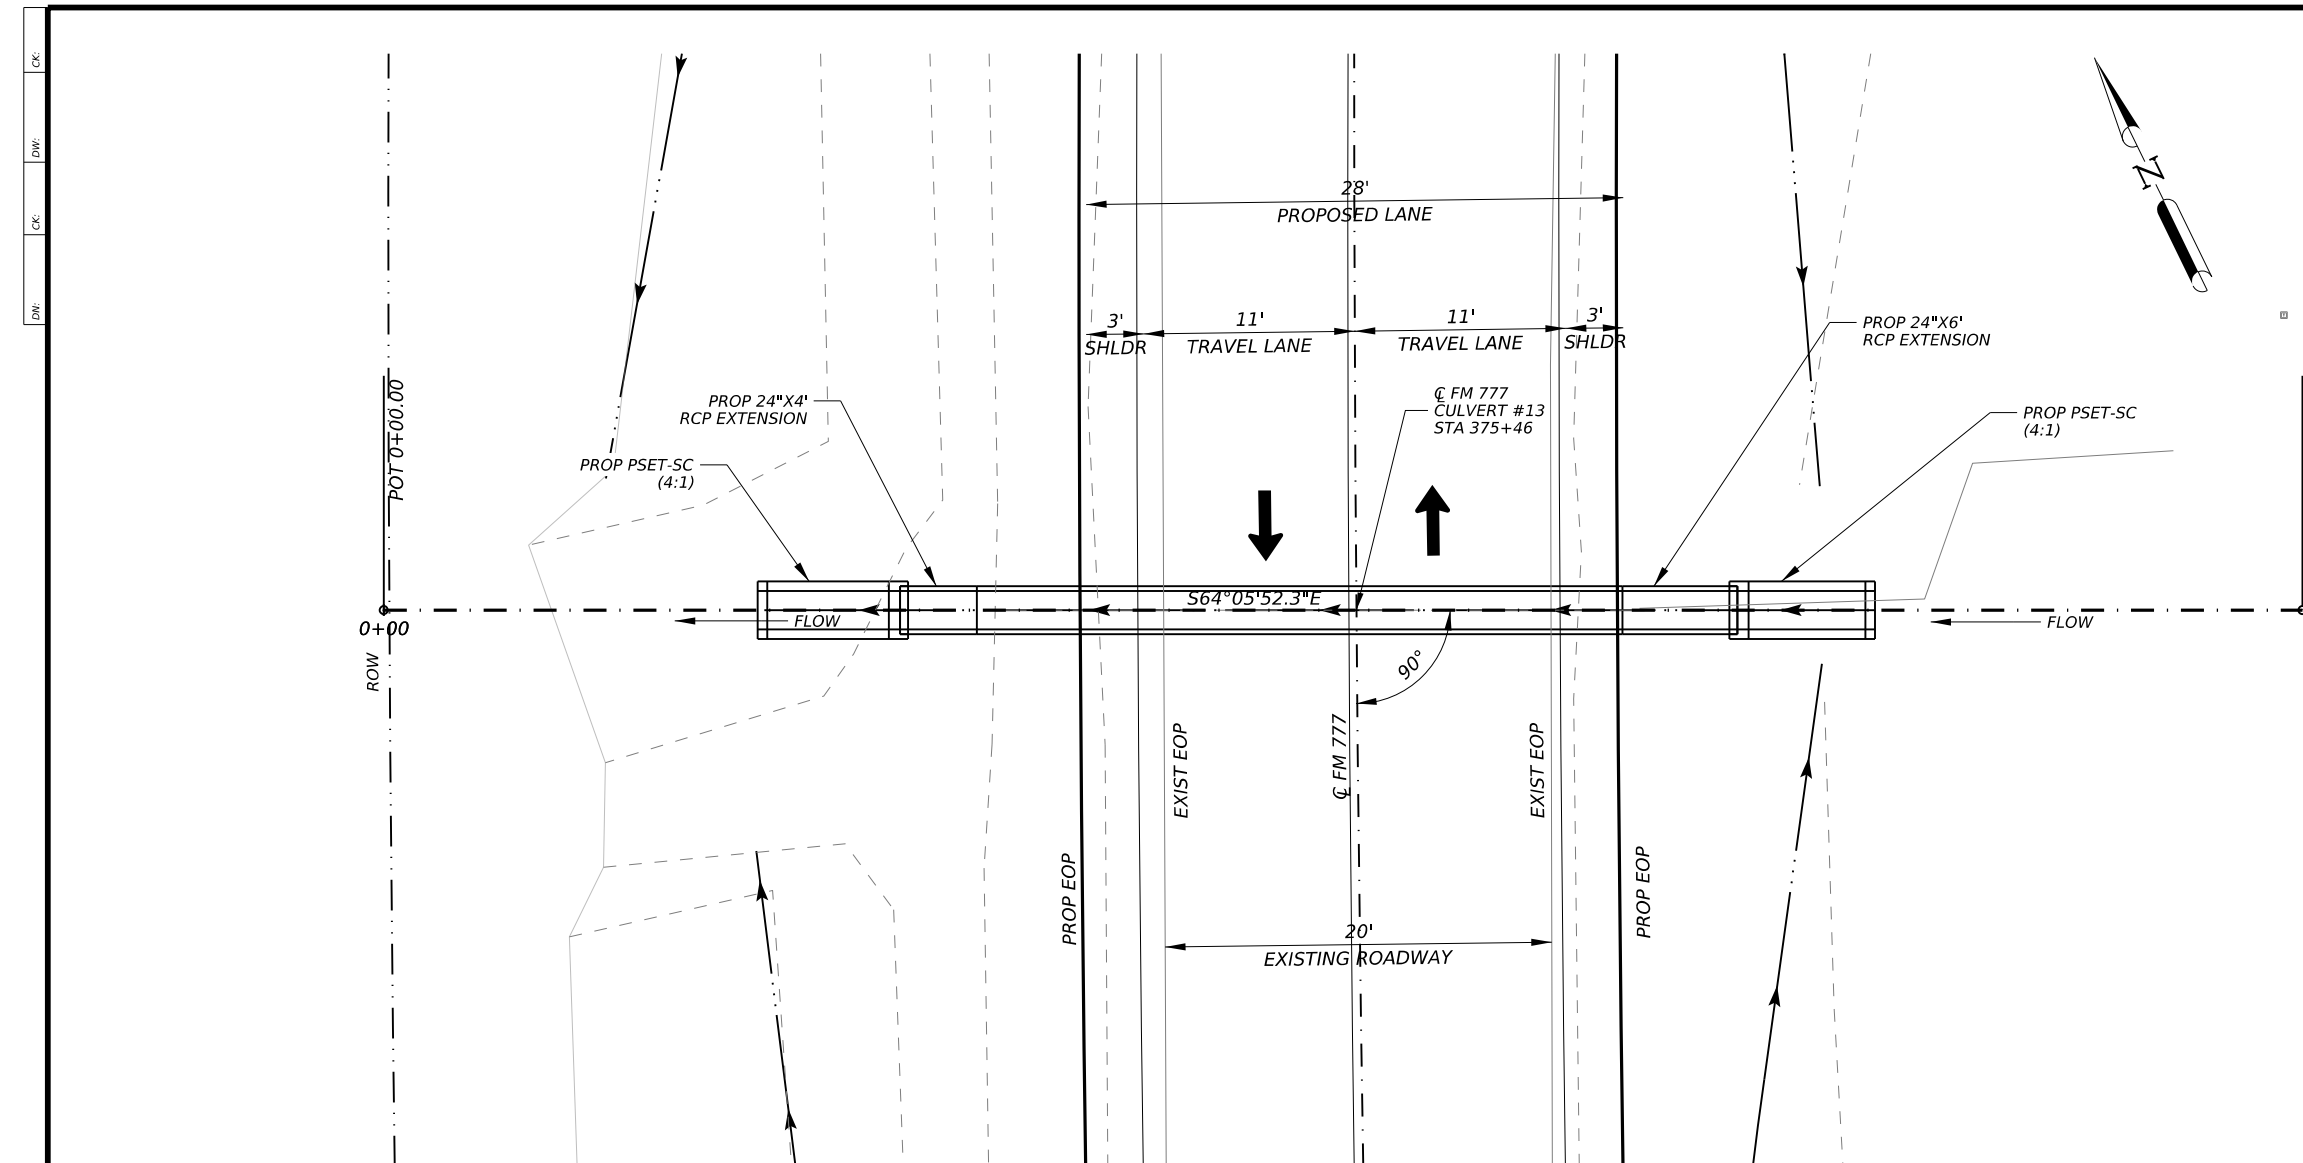 CK:
DW:
CK:
DN:
N
28'
PROPOSED LANE
3'
SHLDR
11'
TRAVEL LANE
11'
TRAVEL LANE
3'
SHLDR
PROP 24"X6'
RCP EXTENSION
PROP 24"X4'
RCP EXTENSION
℄ FM 777
CULVERT #13
STA 375+46
PROP PSET-SC
(4:1)
PROP PSET-SC
(4:1)
POT 0+00.00
S64°05'52.3"E
0+00
FLOW
FLOW
ROW
90°
EXIST EOP
℄ FM 777
EXIST EOP
PROP EOP
PROP EOP
20'
EXISTING ROADWAY